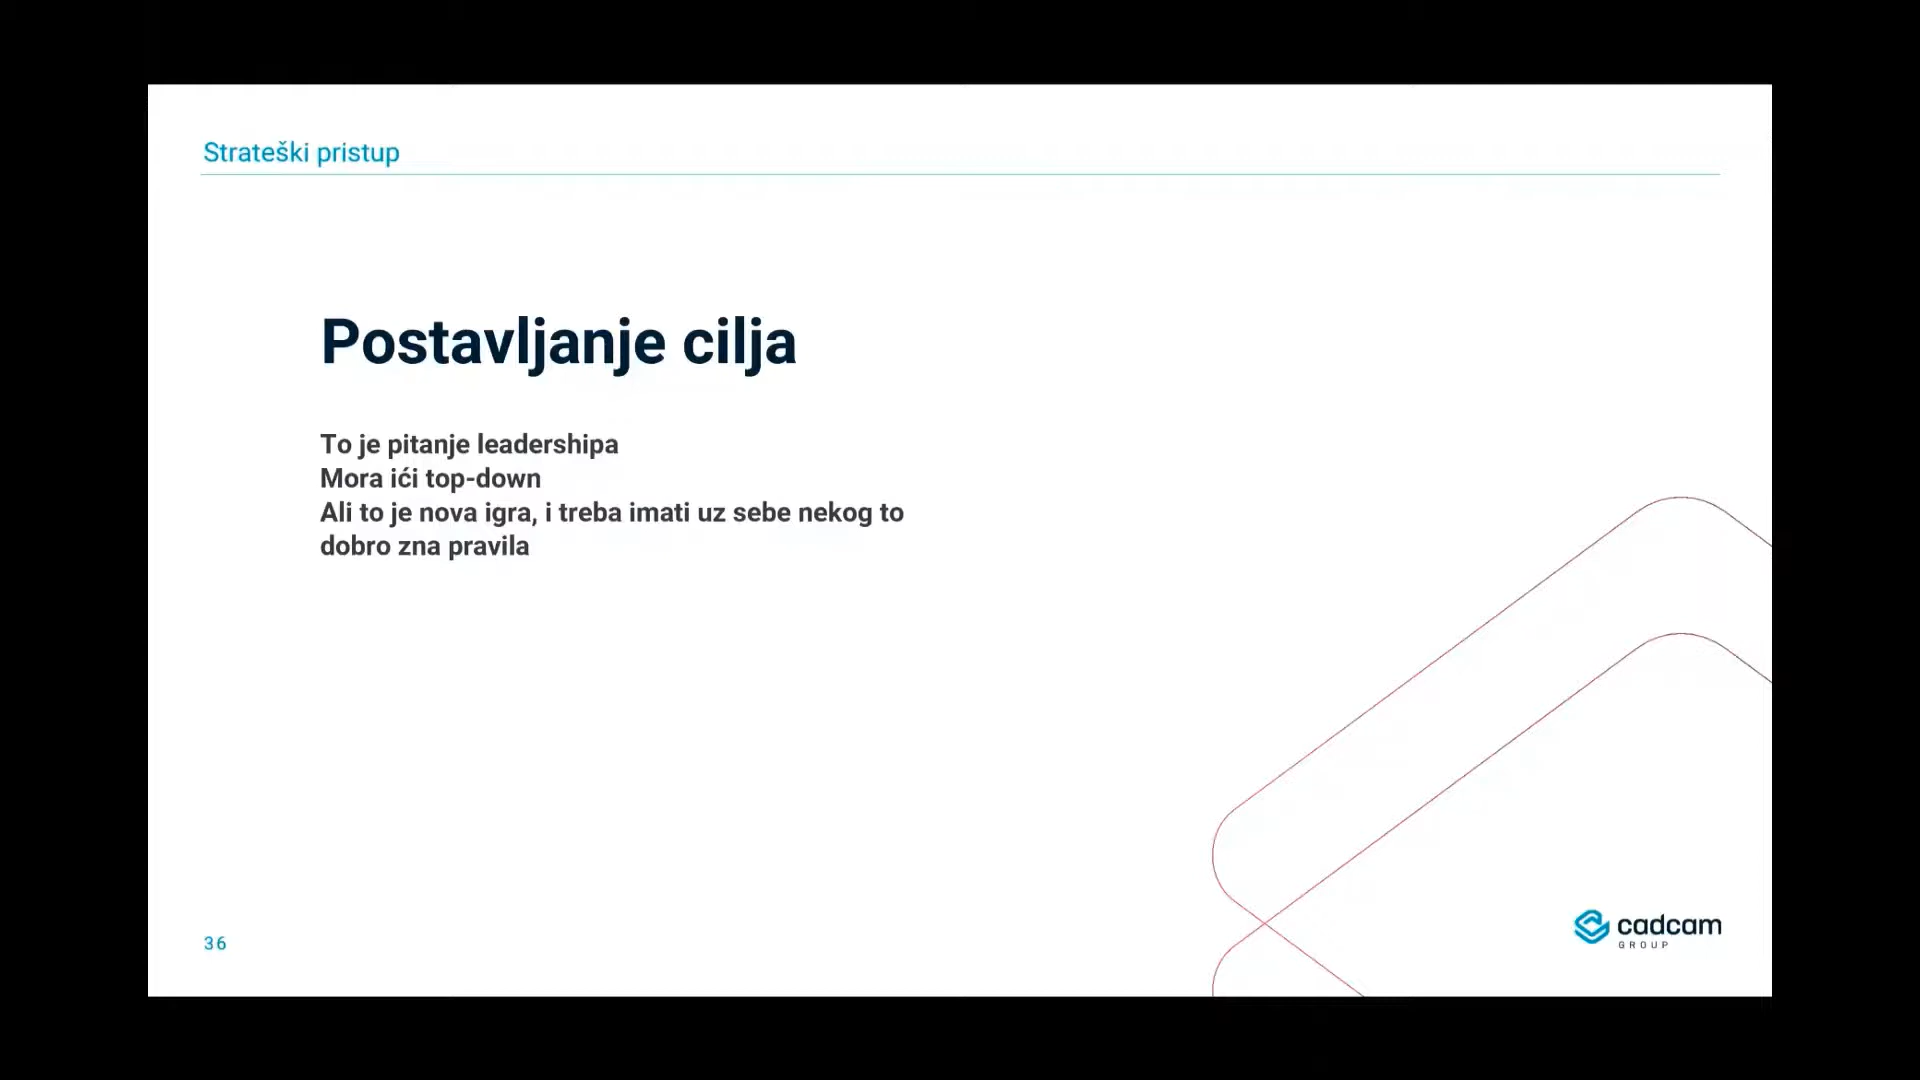 Strateški pristup
Postavljanje cilja
To je pitanje leadershipa
Mora ići top-down
Ali to je nova igra, i treba imati uz sebe nekog to
dobro zna pravila
36
cadcam
GROUP